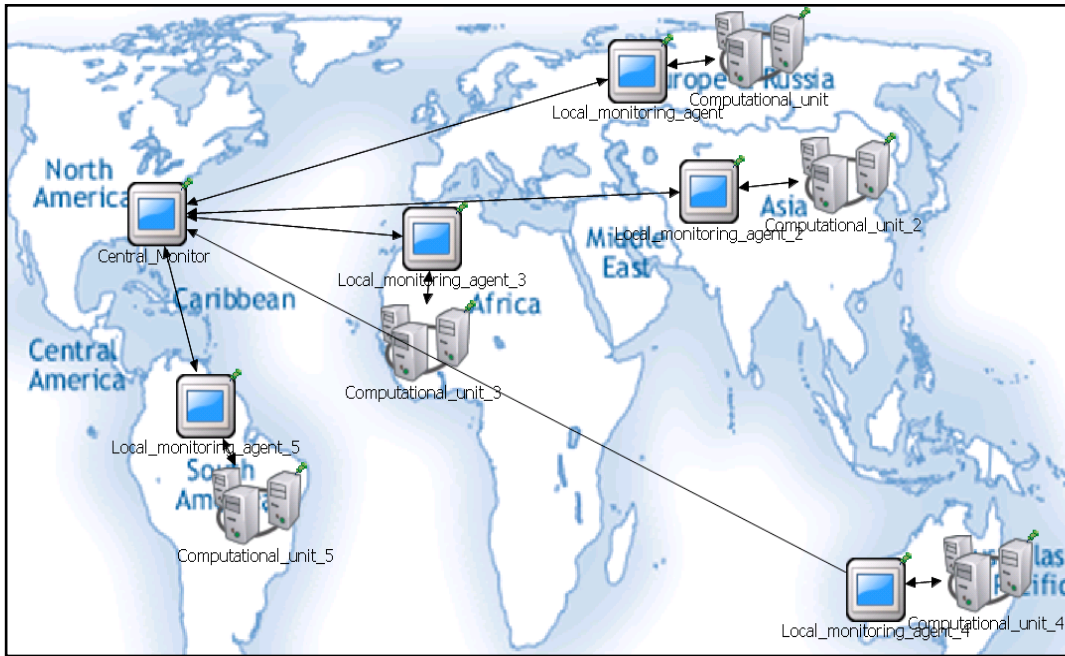 Europe Russia
Computational_unit
Local_monitoring_agent
North
America
Asia
Computational_unit_2
Local_monitoring_agent_2
Middle
East
Central_Monitor
Local_monitoring_agent_3
Caribbean
Africa
Central
America
Computational_unit_3
Local_monitoring_agent_5
South
America
Computational_unit_5
Pacific
Computational_unit_4
Local_monitoring_agent_4